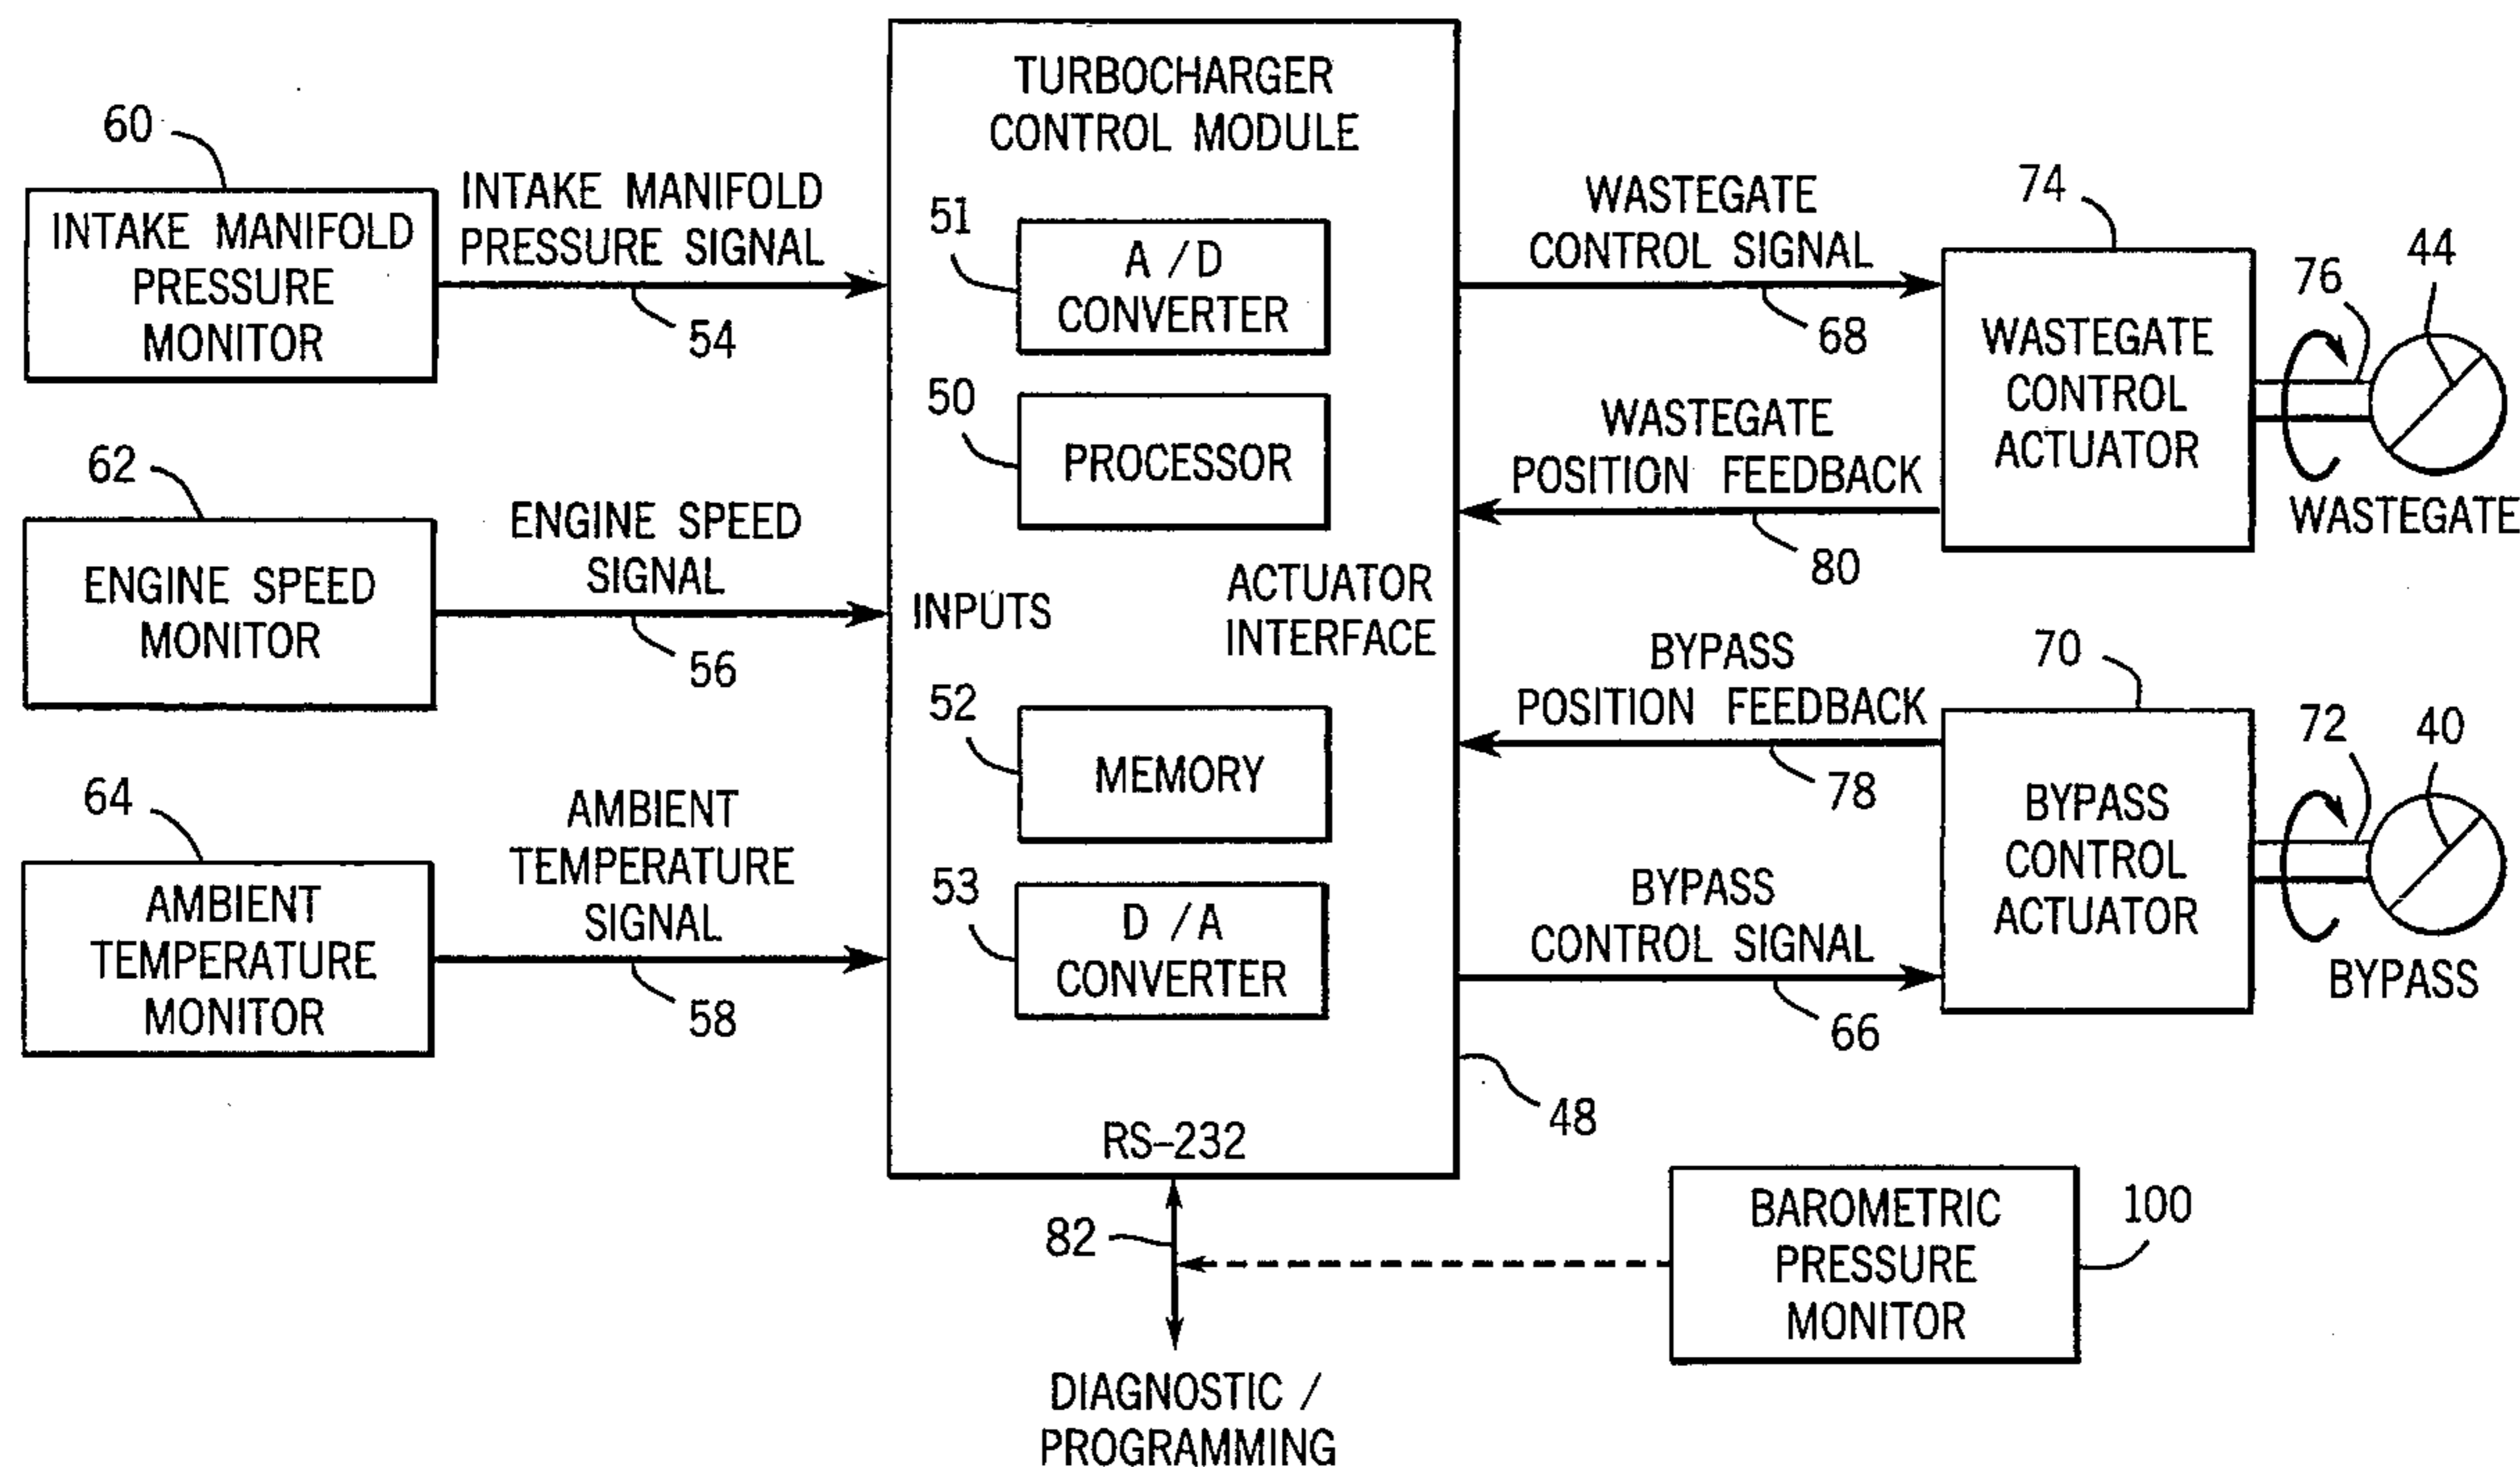 60
INTAKE MANIFOLD
PRESSURE
MONITOR
INTAKE MANIFOLD
PRESSURE SIGNAL
54
62
ENGINE SPEED
MONITOR
ENGINE SPEED
SIGNAL
56
64
AMBIENT
TEMPERATURE
MONITOR
AMBIENT
TEMPERATURE
SIGNAL
58
TURBOCHARGER
CONTROL MODULE
51
A/D
CONVERTER
50
PROCESSOR
INPUTS
ACTUATOR
INTERFACE
52
MEMORY
53
D/A
CONVERTER
RS-232
48
WASTEGATE
CONTROL SIGNAL
68
WASTEGATE
POSITION FEEDBACK
80
74
WASTEGATE
CONTROL
ACTUATOR
76
44
WASTEGATE
BYPASS
POSITION FEEDBACK
78
BYPASS
CONTROL SIGNAL
66
70
BYPASS
CONTROL
ACTUATOR
72
40
BYPASS
82
DIAGNOSTIC /
PROGRAMMING
BAROMETRIC
PRESSURE
MONITOR
100